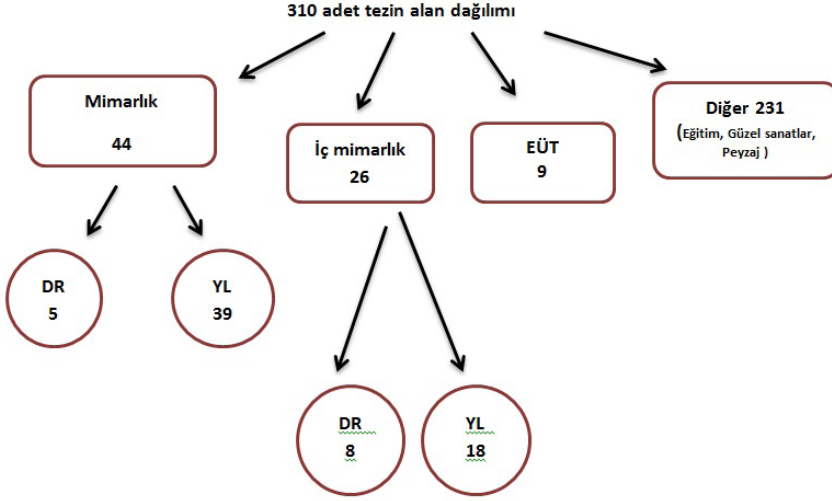 310 adet tezin alan dağılımı
Mimarlık
44
İç mimarlık
26
EÜT
9
Diğer 231
(Eğitim, Güzel sanatlar,
Peyzaj )
DR
5
YL
39
DR
8
YL
18